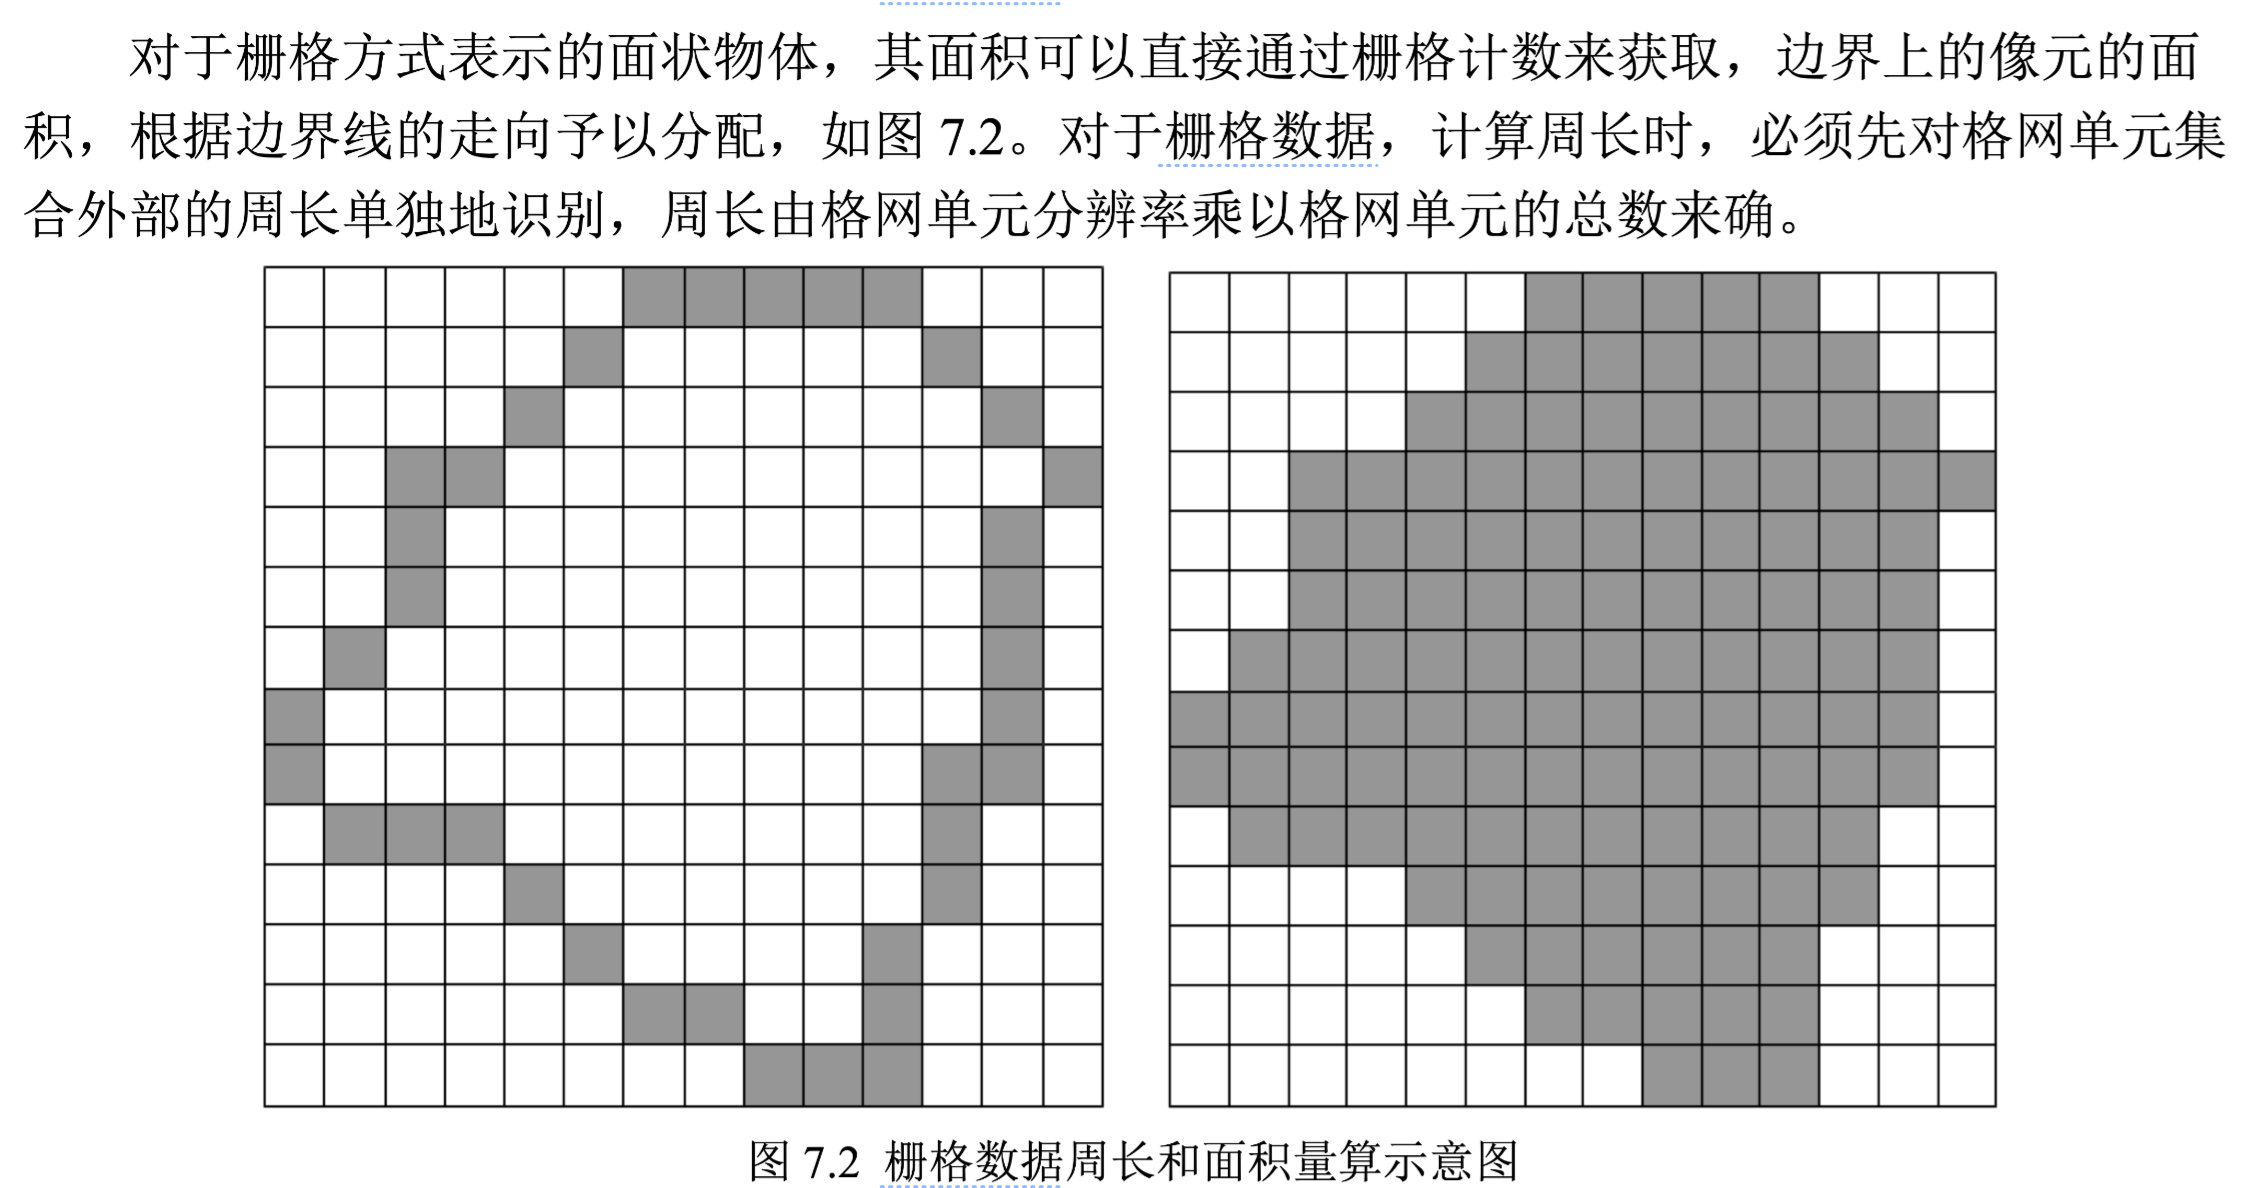 对于栅格方式表示的面状物体，其面积可以直接通过栅格计数来获取，边界上的像元的面
积，根据边界线的走向予以分配，如图 7.2。对于栅格数据，计算周长时，必须先对格网单元集
合外部的周长单独地识别，周长由格网单元分辨率乘以格网单元的总数来确。
图 7.2 栅格数据周长和面积量算示意图